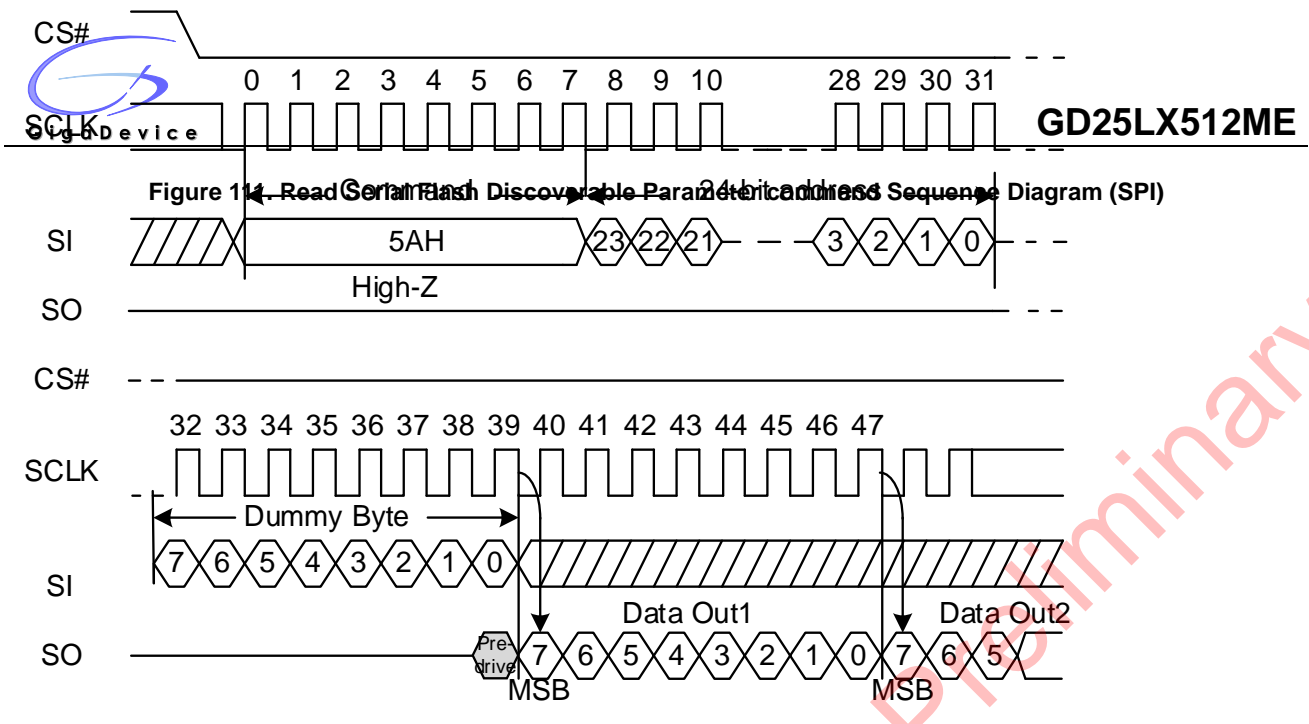 CS#
0 1 2 3 4 5 6 7 8 9 10 28 29 30 31
SCLK
GigaDevice
GD25LX512ME
Command
24-bit address
Figure 111. Read Serial Flash Discoverable Parameter command Sequence Diagram (SPI)
SI
5AH
23 22 21 3 2 1 0
High-Z
SO
CS#
32 33 34 35 36 37 38 39 40 41 42 43 44 45 46 47
SCLK
Dummy Byte
7 6 5 4 3 2 1 0
SI
Data Out1
Data Out2
SO
Pre-
drive
7 6 5 4 3 2 1 0 7 6 5
MSB
MSB
Preliminary